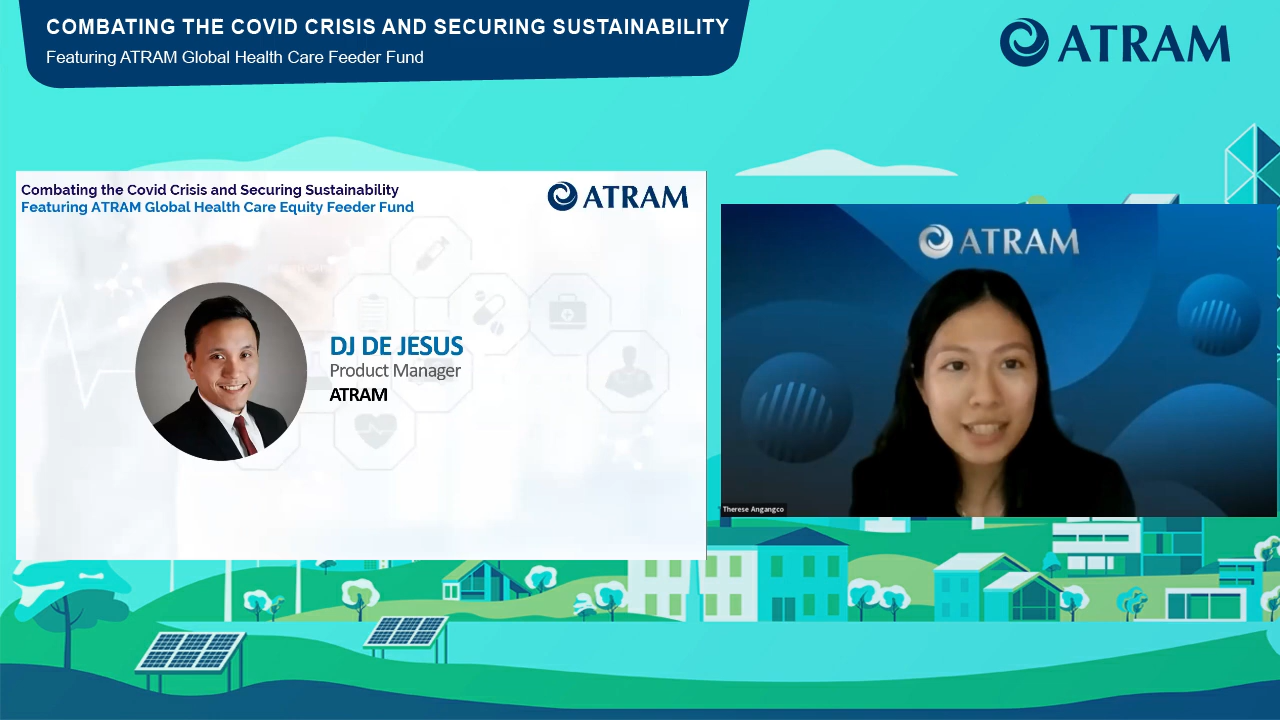 COMBATING THE COVID CRISIS AND SECURING SUSTAINABILITY
Featuring ATRAM Global Health Care Feeder Fund
ATRAM
Combating the Covid Crisis and Securing Sustainability
Featuring ATRAM Global Health Care Equity Feeder Fund
ATRAM
DJ DE JESUS
Product Manager
ATRAM
ATRAM
Therese Angangco